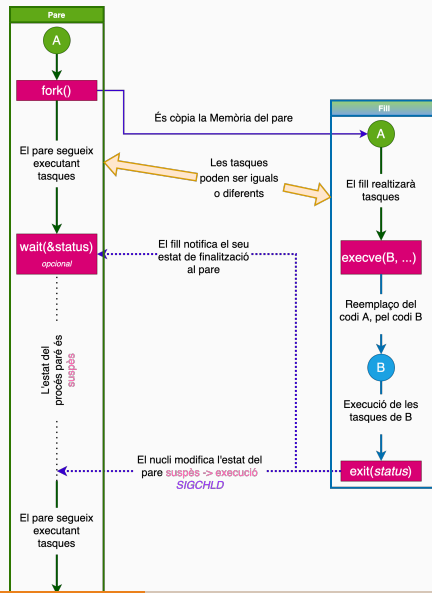 Pare
A
fork()
És còpia la Memòria del pare
Fill
A
El pare segueix
executant
tasques
Les tasques
poden ser iguals
o diferents
El fill realtizarà
tasques
wait(&status)
opcional
El fill notifica el seu
estat de finalització
al pare
execve(B, ...)
Reemplaço del
codi A, pel codi B
B
L'estat del
procés paré és
suspès
Execució de les
tasques de B
El nucli modifica l'estat del
pare suspès -> execució
SIGCHLD
exit(status)
El pare segueix
executant
tasques